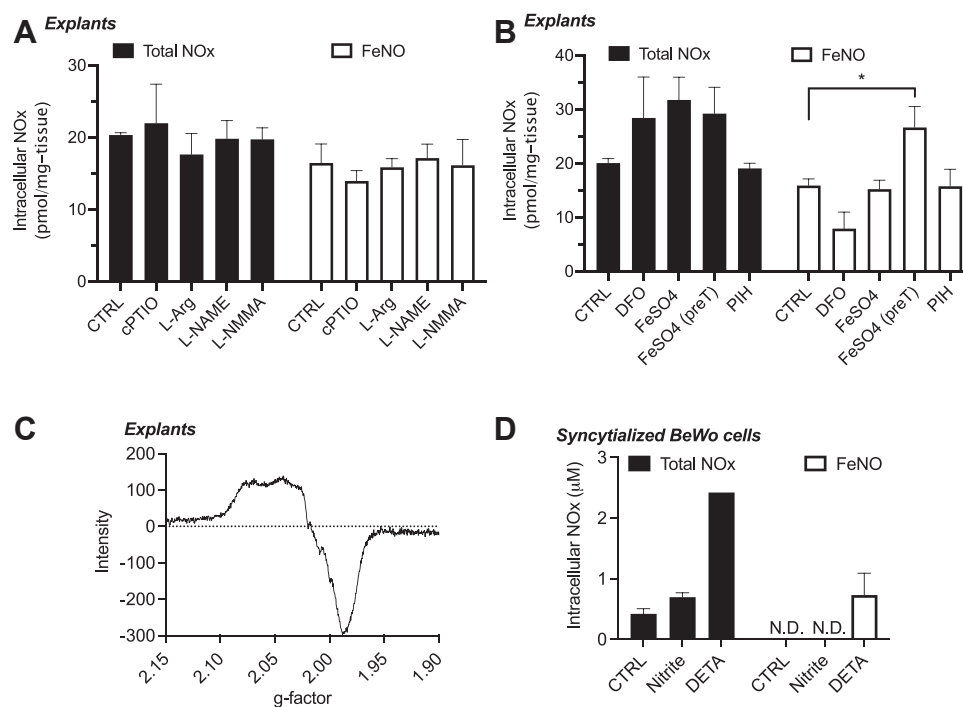 A
Explants
Total NOx
FeNO
Intracellular NOx
(pmol/mg−tissue)
30
20
10
0
CTRL
cPTIO
L-Arg
L-NAME
L-NMMA
CTRL
cPTIO
L-Arg
L-NAME
L-NMMA
B
Explants
Total NOx
FeNO
Intracellular NOx
(pmol/mg−tissue)
40
30
20
10
0
*
CTRL
DFO
FeSO4
FeSO4 (preT)
PIH
CTRL
DFO
FeSO4
FeSO4 (preT)
PIH
C
Explants
Intensity
200
100
0
-100
-200
-300
2.15
2.10
2.05
2.00
1.95
1.90
g-factor
D
Syncytialized BeWo cells
Total NOx
FeNO
Intracellular NOx (μM)
3
2
1
0
N.D.
N.D.
CTRL
Nitrite
DETA
CTRL
Nitrite
DETA